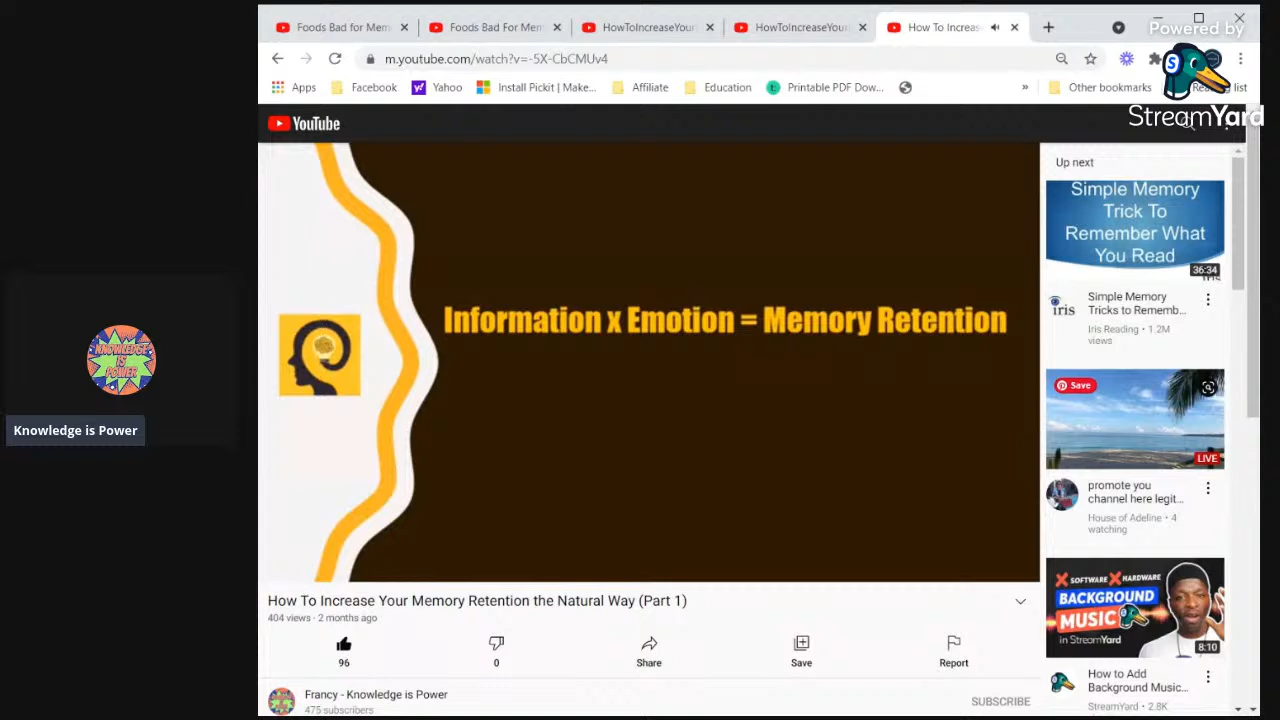 Foods Bad for Mem
Foods Bad For Mem
HowToIncreaseYour
HowToIncreaseYour
How To Increas
Powered by
m.youtube.com/watch?v=-5X-CbCMUv4
Apps
Facebook
Yahoo
Install Pickit | Make...
Affiliate
Education
Printable PDF Dow...
»
Other bookmarks
list
StreamYard
YouTube
Up next
Information x Emotion = Memory Retention
Simple Memory
Trick To
Remember What
You Read
36:34
iris
Simple Memory
Tricks to Rememb...
Iris Reading • 1.2M
views
Save
LIVE
promote you
channel here legit...
House of Adeline • 4
watching
SOFTWARE X HARDWARE
BACKGROUND
MUSIC
in StreamYard
8:10
How to Add
Background Music...
StreamYard • 2.8K
KNOWLEDGE
IS
POWER
Knowledge is Power
How To Increase Your Memory Retention the Natural Way (Part 1)
404 views · 2 months ago
96
0
Share
Save
Report
Francy - Knowledge is Power
475 subscribers
SUBSCRIBE